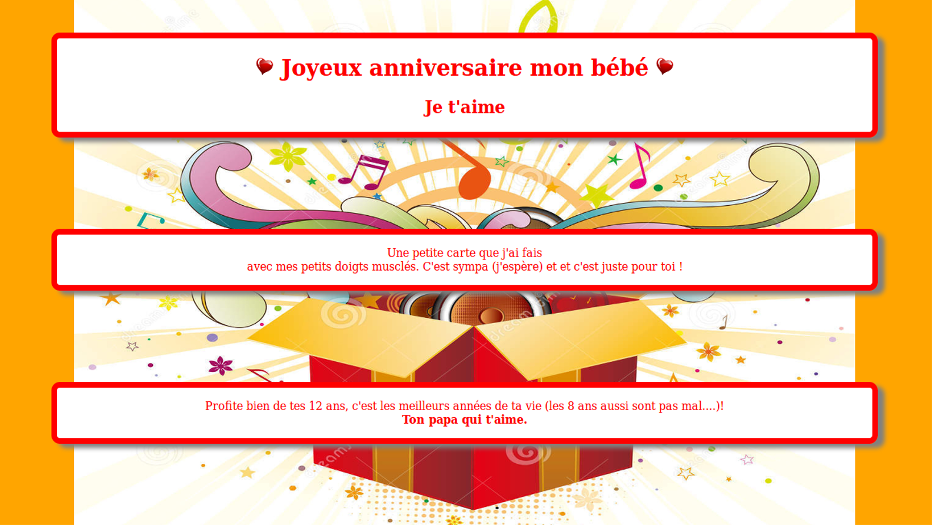 Joyeux anniversaire mon bébé
Je t'aime
Une petite carte que j'ai fais
avec mes petits doigts musclés. C'est sympa (j'espère) et et c'est juste pour toi !
Profite bien de tes 12 ans, c'est les meilleurs années de ta vie (les 8 ans aussi sont pas mal....)!
Ton papa qui t'aime.